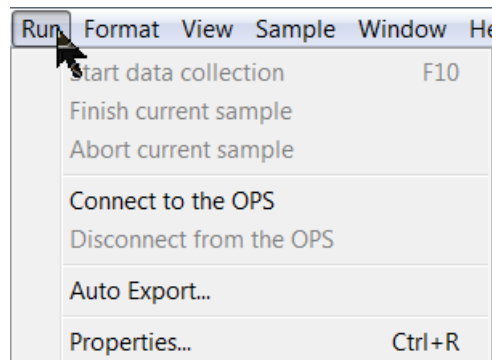 Run Format View Sample Window He
Start data collection F10
Finish current sample
Abort current sample
Connect to the OPS
Disconnect from the OPS
Auto Export...
Properties... Ctrl+R